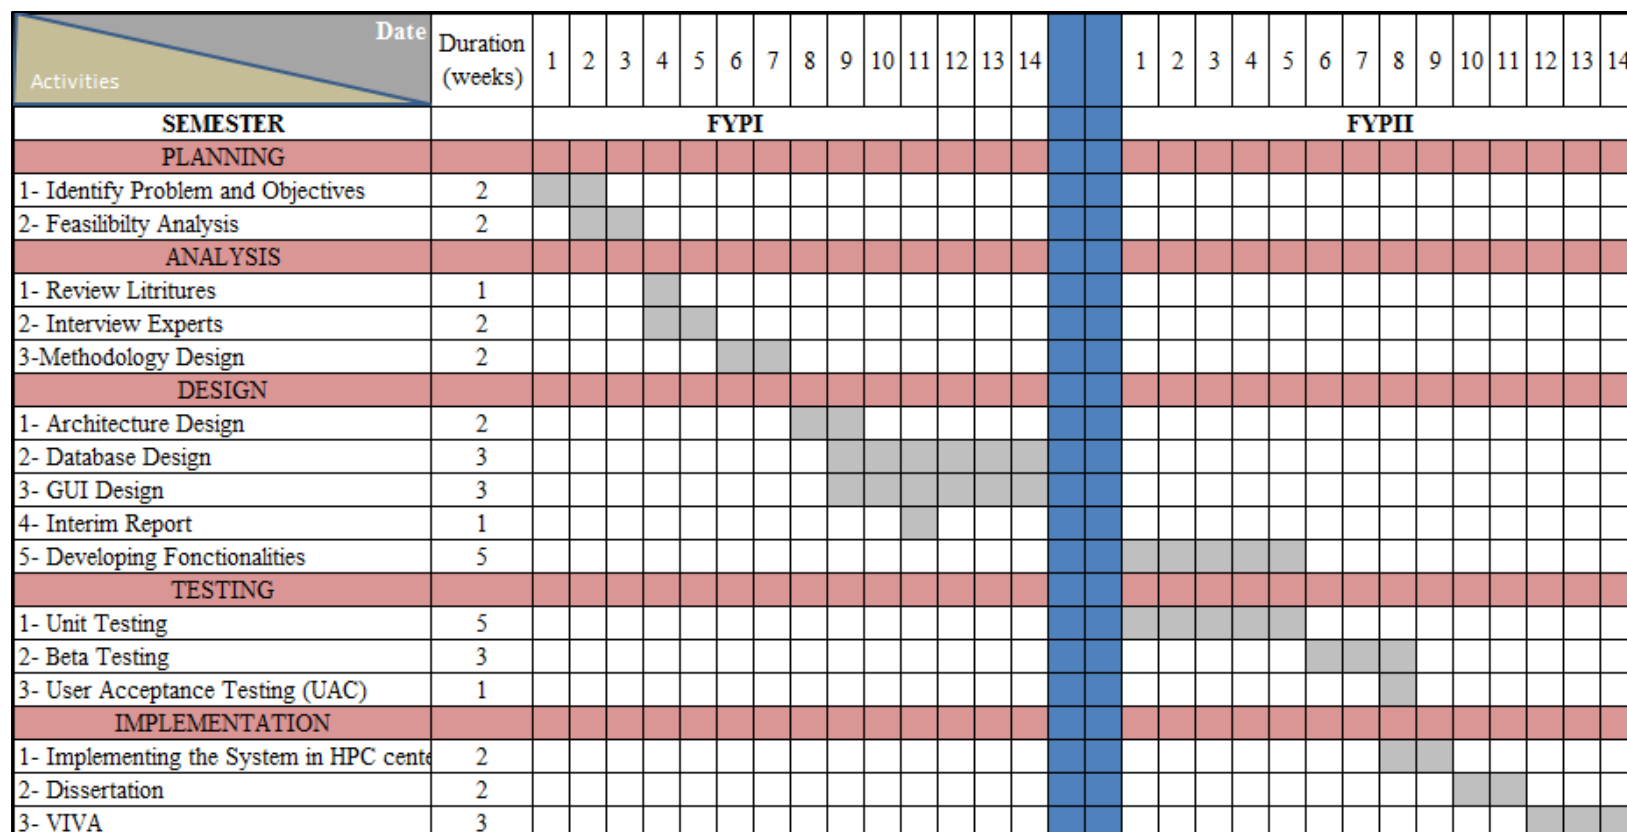 Date
Activities
Duration
(weeks)
1 2 3 4 5 6 7 8 9 10 11 12 13 14 1 2 3 4 5 6 7 8 9 10 11 12 13 14
SEMESTER FYPI FYPII
PLANNING
1- Identify Problem and Objectives 2
2- Feasilibilty Analysis 2
ANALYSIS
1- Review Litritures 1
2- Interview Experts 2
3-Methodology Design 2
DESIGN
1- Architecture Design 2
2- Database Design 3
3- GUI Design 3
4- Interim Report 1
5- Developing Fonctionalities 5
TESTING
1- Unit Testing 5
2- Beta Testing 3
3- User Acceptance Testing (UAC) 1
IMPLEMENTATION
1- Implementing the System in HPC cente 2
2- Dissertation 2
3- VIVA 3